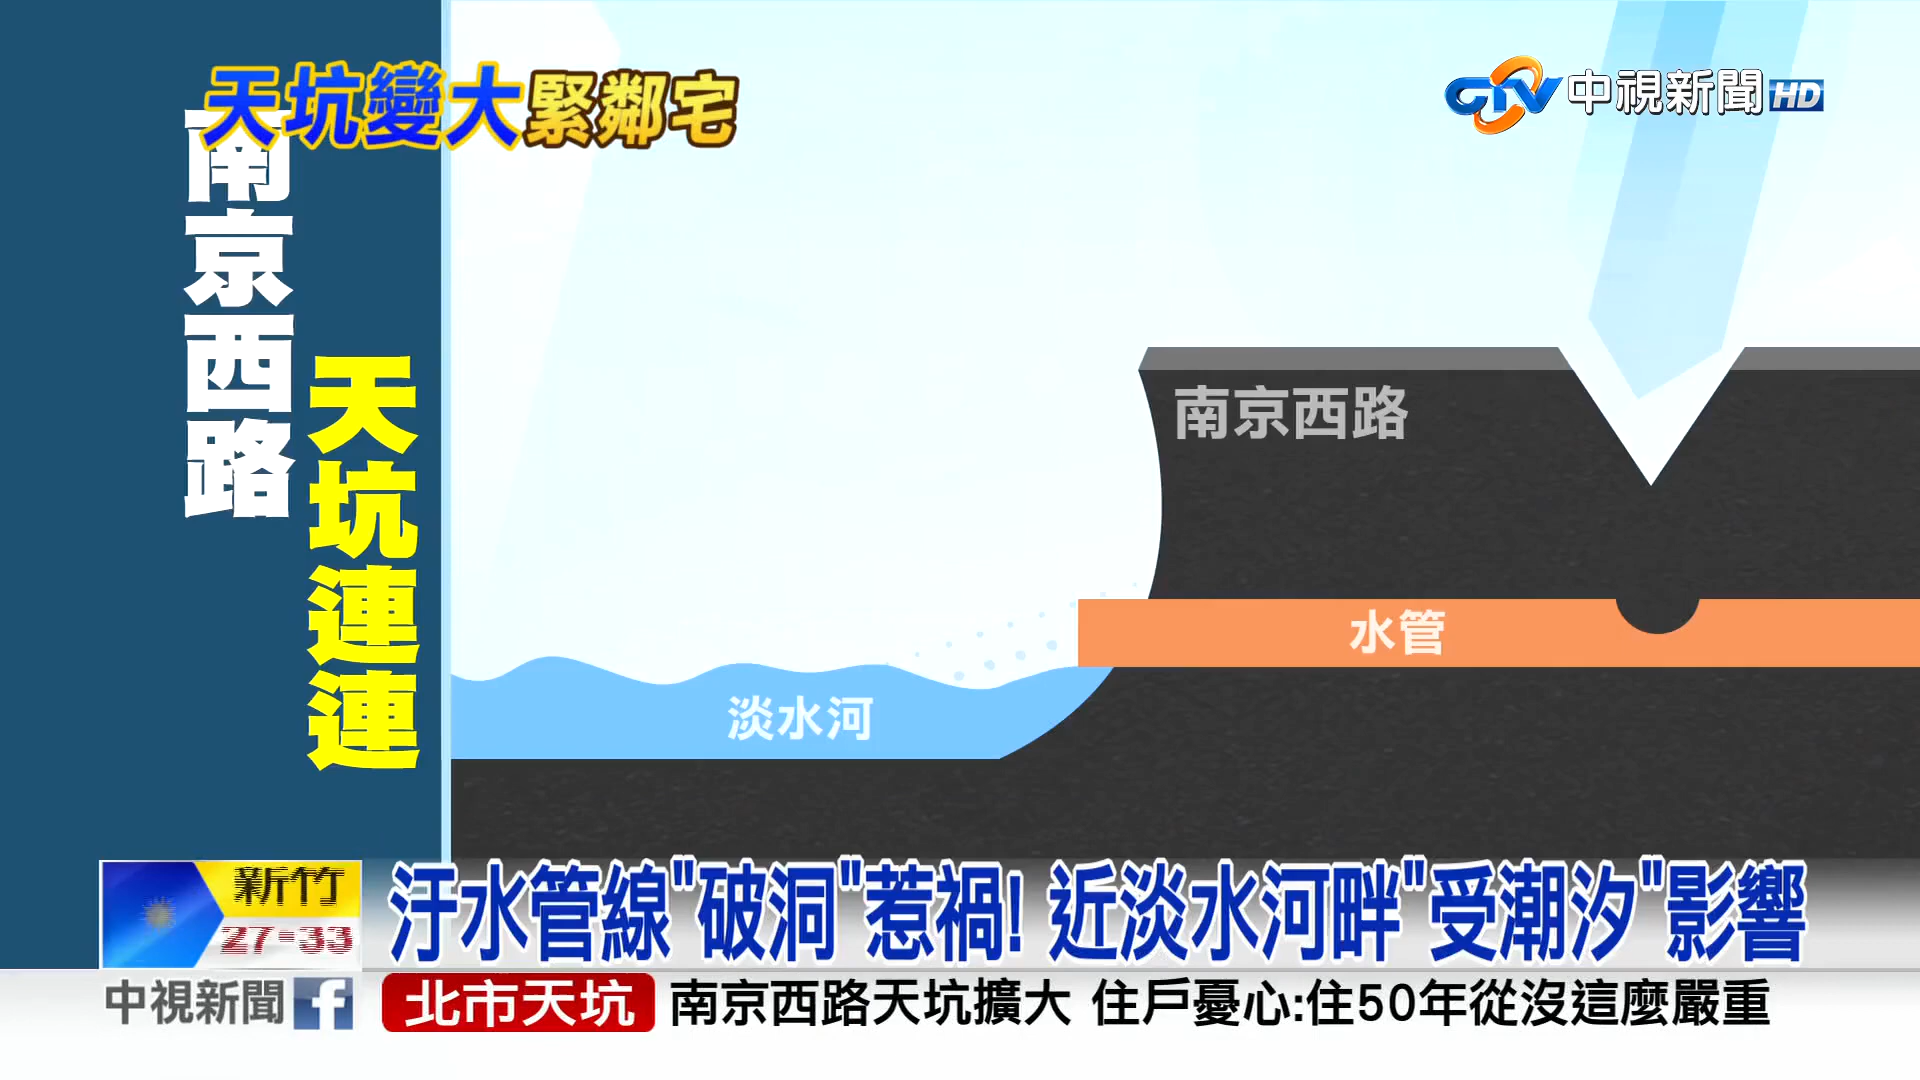 天坑變大緊鄰宅
CTV中視新聞HD
南京西路
天坑連連
南京西路
水管
淡水河
新竹
27-33
汙水管線"破洞"惹禍! 近淡水河畔"受潮汐"影響
中視新聞f
北市天坑 南京西路天坑擴大 住戶憂心:住50年從沒這麼嚴重